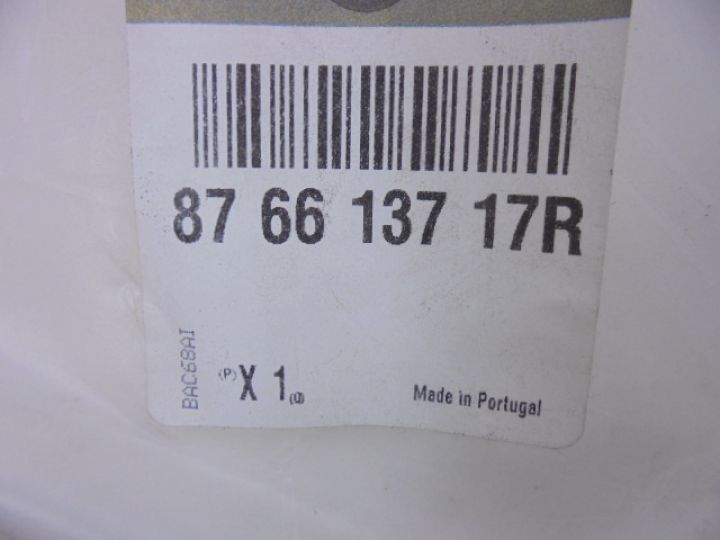 87 66 137 17R
BAC68AI
(P) X 1 (Q)
Made in Portugal